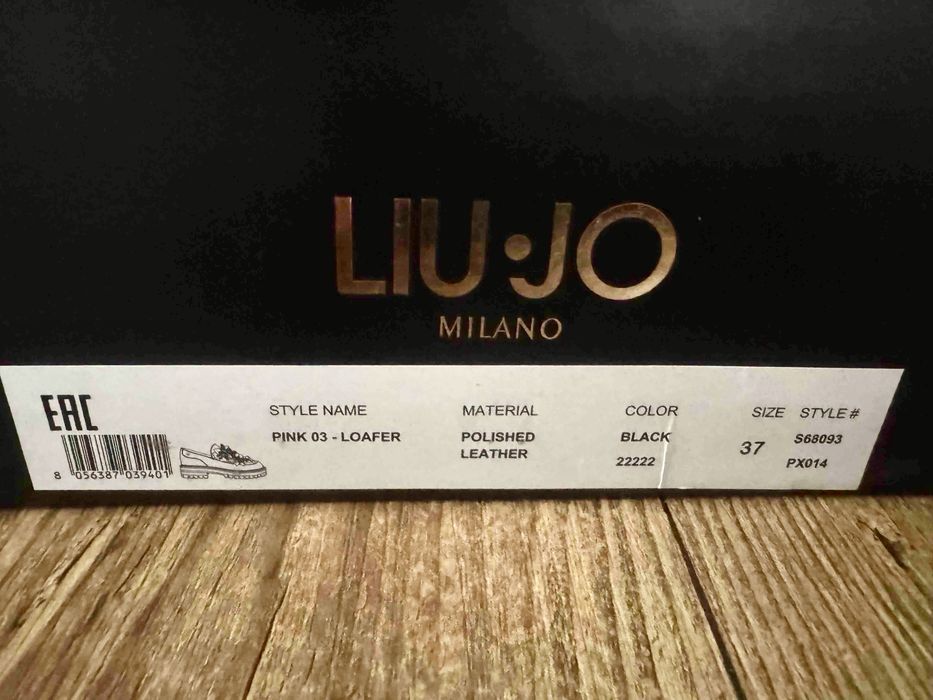 LIU·JO
MILANO
EAC
STYLE NAME MATERIAL COLOR SIZE STYLE #
PINK 03 - LOAFER POLISHED BLACK 37 S68093
LEATHER 22222 PX014
8 056387 039401